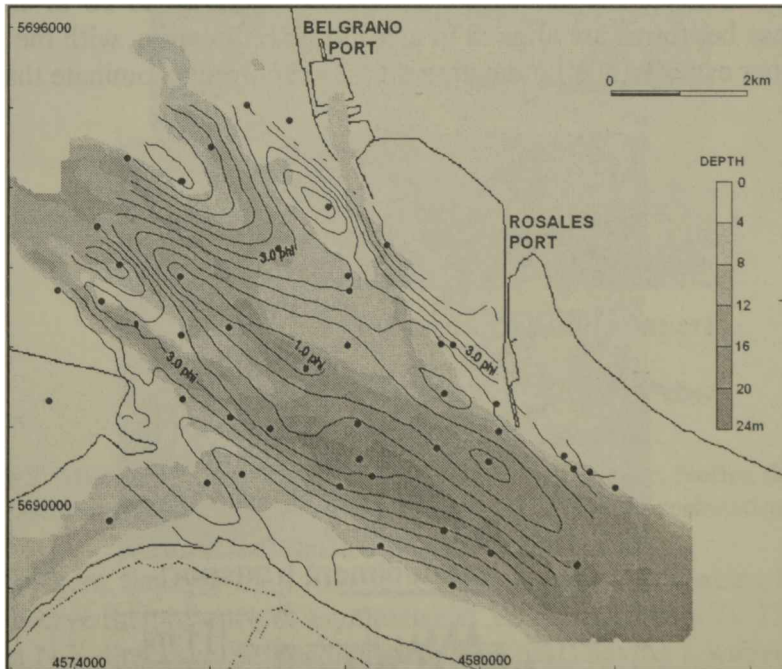 5696000
BELGRANO
PORT
0 2km
DEPTH
0
4
8
12
16
20
24m
ROSALES
PORT
3.0 phi
3.0 phi
1.0 phi
3.0 phi
5690000
4574000
4580000